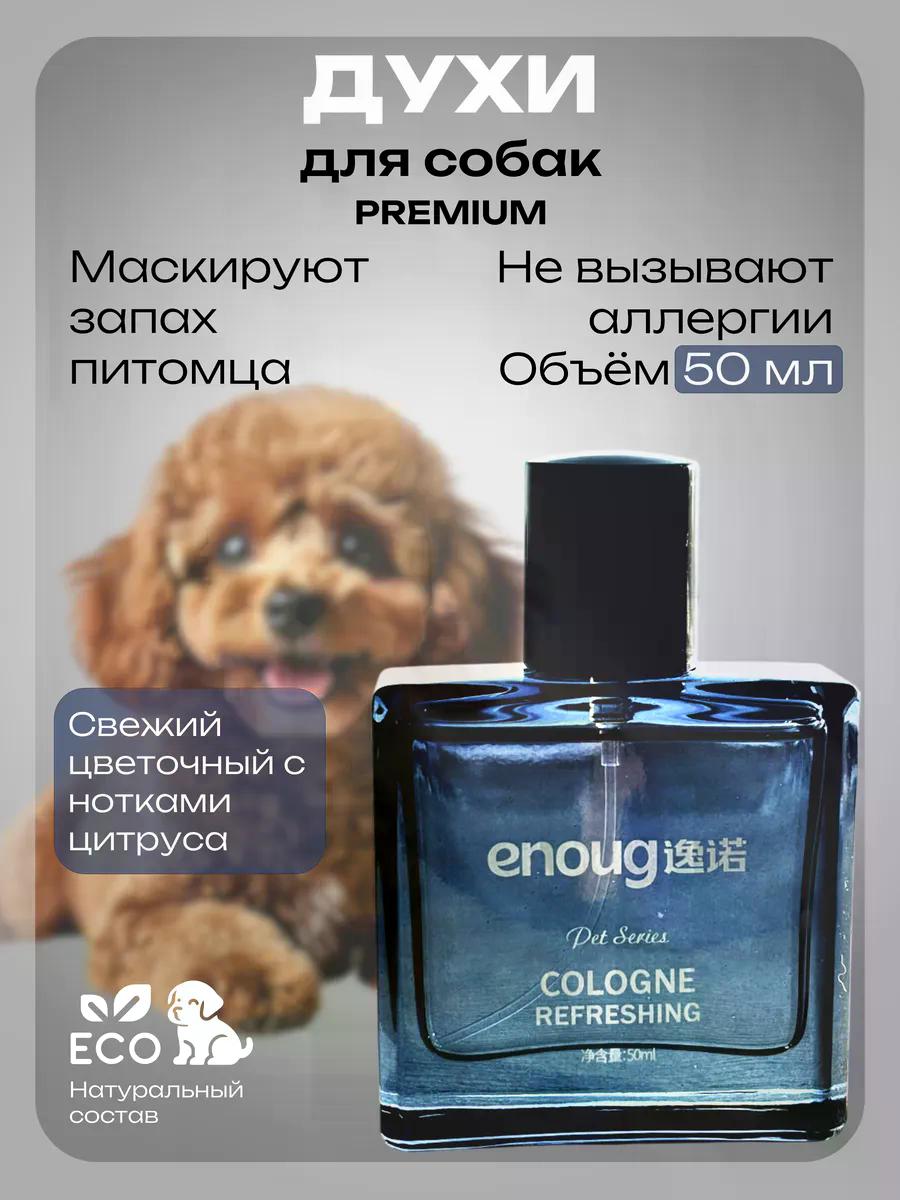 ДУХИ
для собак
PREMIUM
Маскируют
запах
питомца
Не вызывают
аллергии
Объём 50 мл
Свежий
цветочный с
нотками
цитруса
enoug逸诺
Pet Series
COLOGNE
REFRESHING
净含量:50ml
ECO
Натуральный
состав